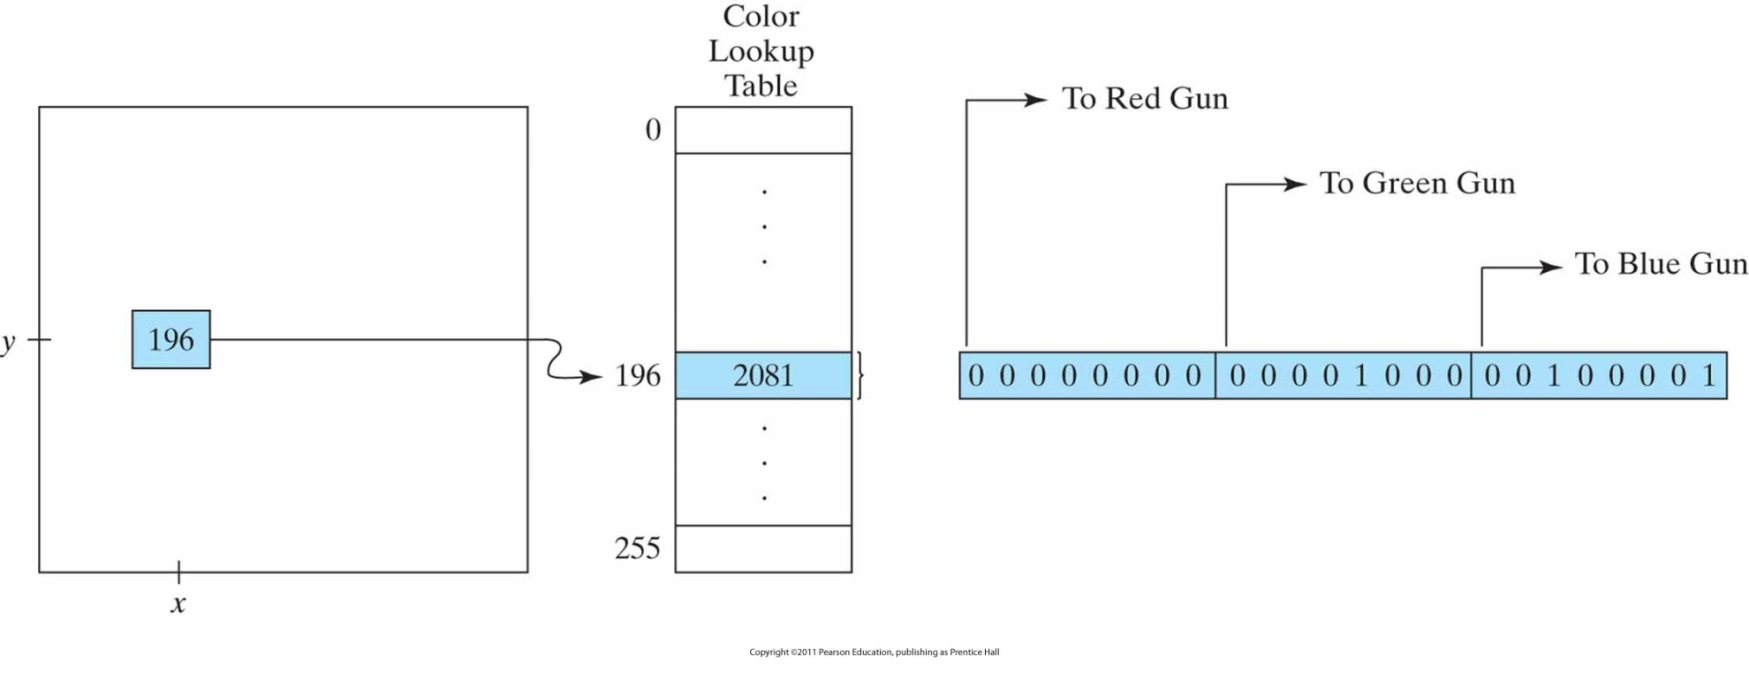 Color
Lookup
Table
To Red Gun
0
To Green Gun
To Blue Gun
.
.
.
y
196
196
2081
}
0 0 0 0 0 0 0 0
0 0 0 0 1 0 0 0
0 0 1 0 0 0 0 1
.
.
.
255
x
Copyright ©2011 Pearson Education, publishing as Prentice Hall